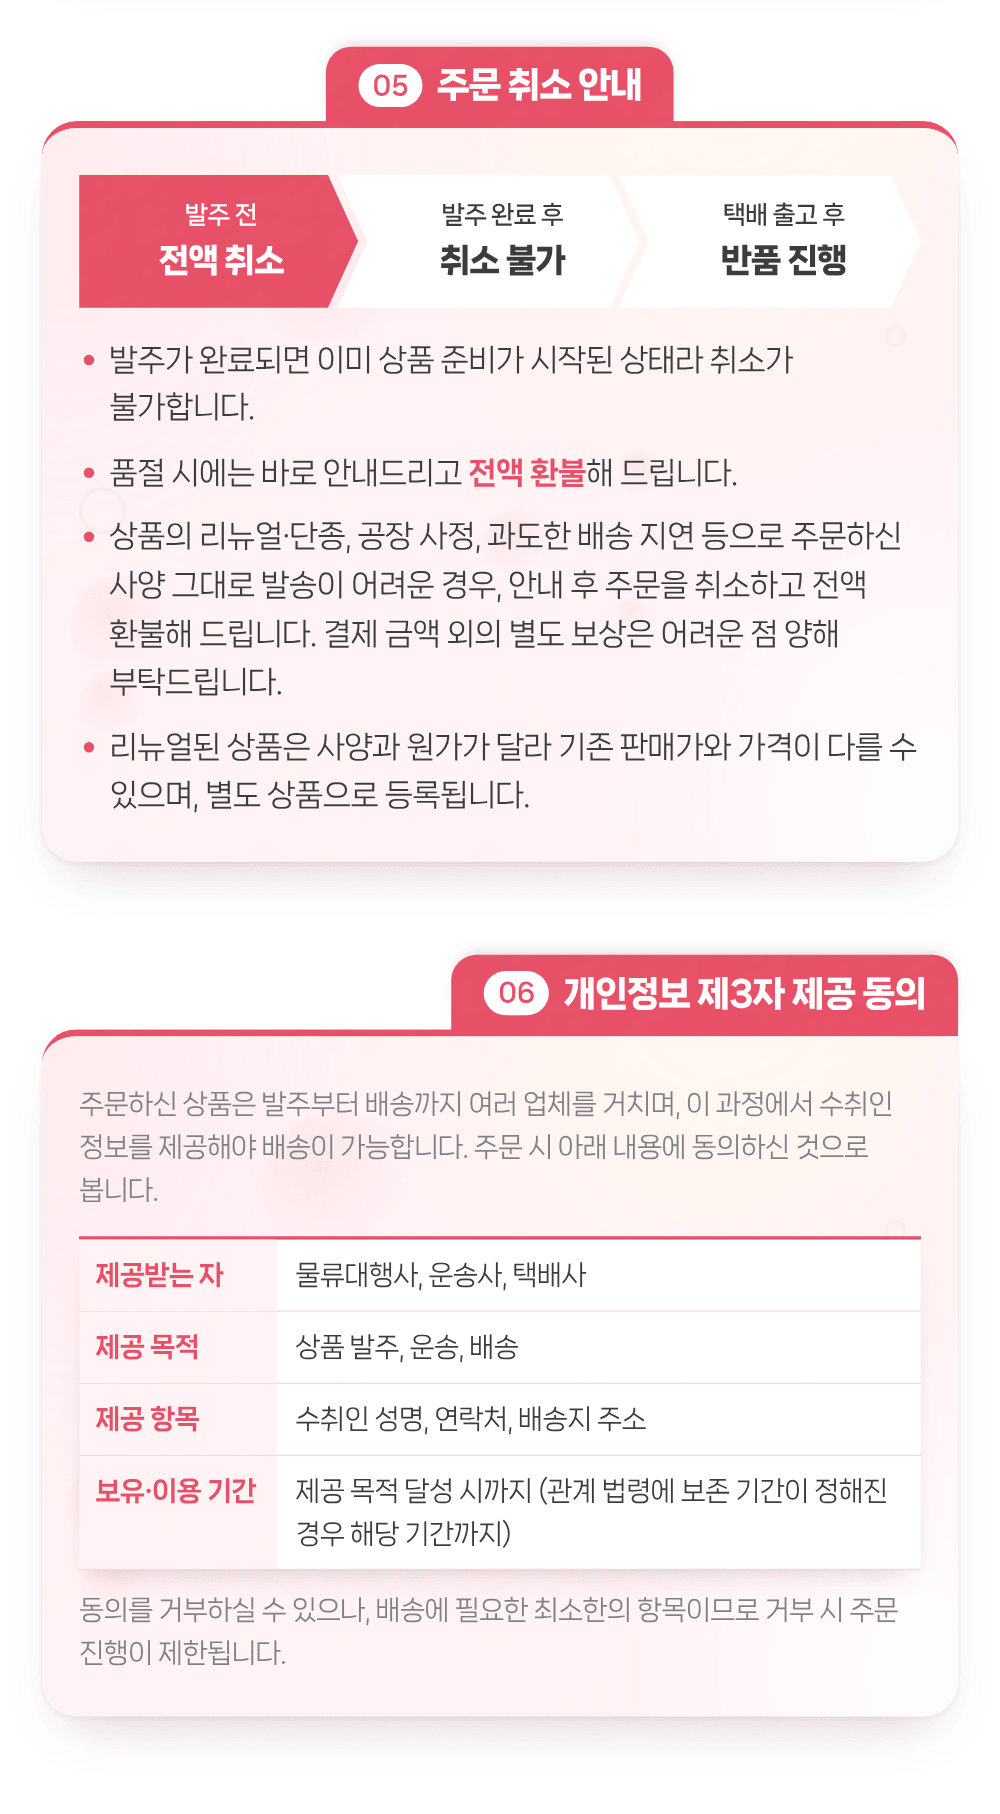 05 주문 취소 안내
발주 전
전액 취소
발주 완료 후
취소 불가
택배 출고 후
반품 진행
• 발주가 완료되면 이미 상품 준비가 시작된 상태라 취소가
불가합니다.
• 품절 시에는 바로 안내드리고 전액 환불해 드립니다.
• 상품의 리뉴얼·단종, 공장 사정, 과도한 배송 지연 등으로 주문하신
사양 그대로 발송이 어려운 경우, 안내 후 주문을 취소하고 전액
환불해 드립니다. 결제 금액 외의 별도 보상은 어려운 점 양해
부탁드립니다.
• 리뉴얼된 상품은 사양과 원가가 달라 기존 판매가와 가격이 다를 수
있으며, 별도 상품으로 등록됩니다.
06 개인정보 제3자 제공 동의
주문하신 상품은 발주부터 배송까지 여러 업체를 거치며, 이 과정에서 수취인
정보를 제공해야 배송이 가능합니다. 주문 시 아래 내용에 동의하신 것으로
봅니다.
제공받는 자 물류대행사, 운송사, 택배사
제공 목적 상품 발주, 운송, 배송
제공 항목 수취인 성명, 연락처, 배송지 주소
보유·이용 기간 제공 목적 달성 시까지 (관계 법령에 보존 기간이 정해진
경우 해당 기간까지)
동의를 거부하실 수 있으나, 배송에 필요한 최소한의 항목이므로 거부 시 주문
진행이 제한됩니다.